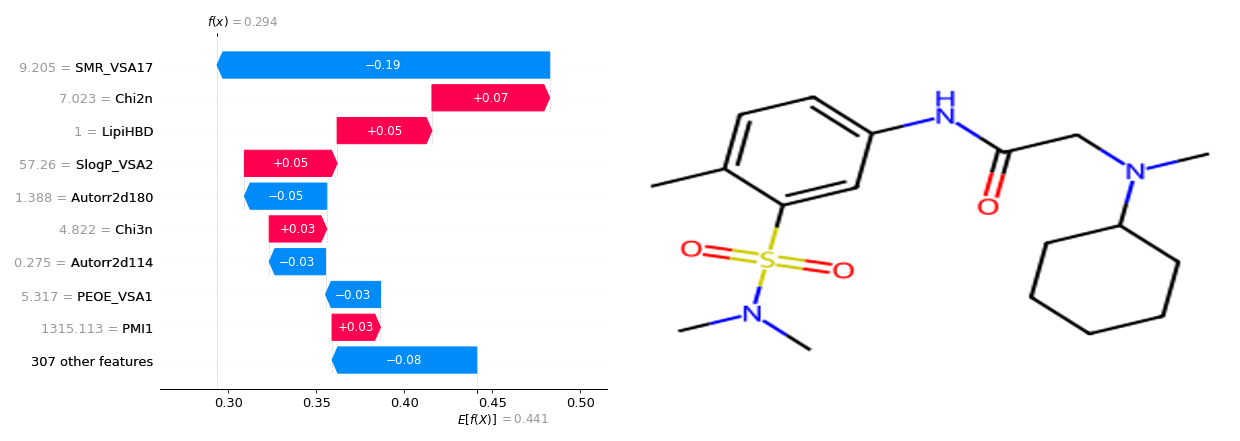 f(x) = 0.294
9.205 = SMR_VSA17
−0.19
7.023 = Chi2n
+0.07
1 = LipiHBD
+0.05
57.26 = SlogP_VSA2
+0.05
1.388 = Autorr2d180
−0.05
4.822 = Chi3n
+0.03
0.275 = Autorr2d114
−0.03
5.317 = PEOE_VSA1
−0.03
1315.113 = PMI1
+0.03
307 other features
−0.08
0.30 0.35 0.40 0.45 0.50
E[f(X)] = 0.441
H
N
O
N
O
S
O
N